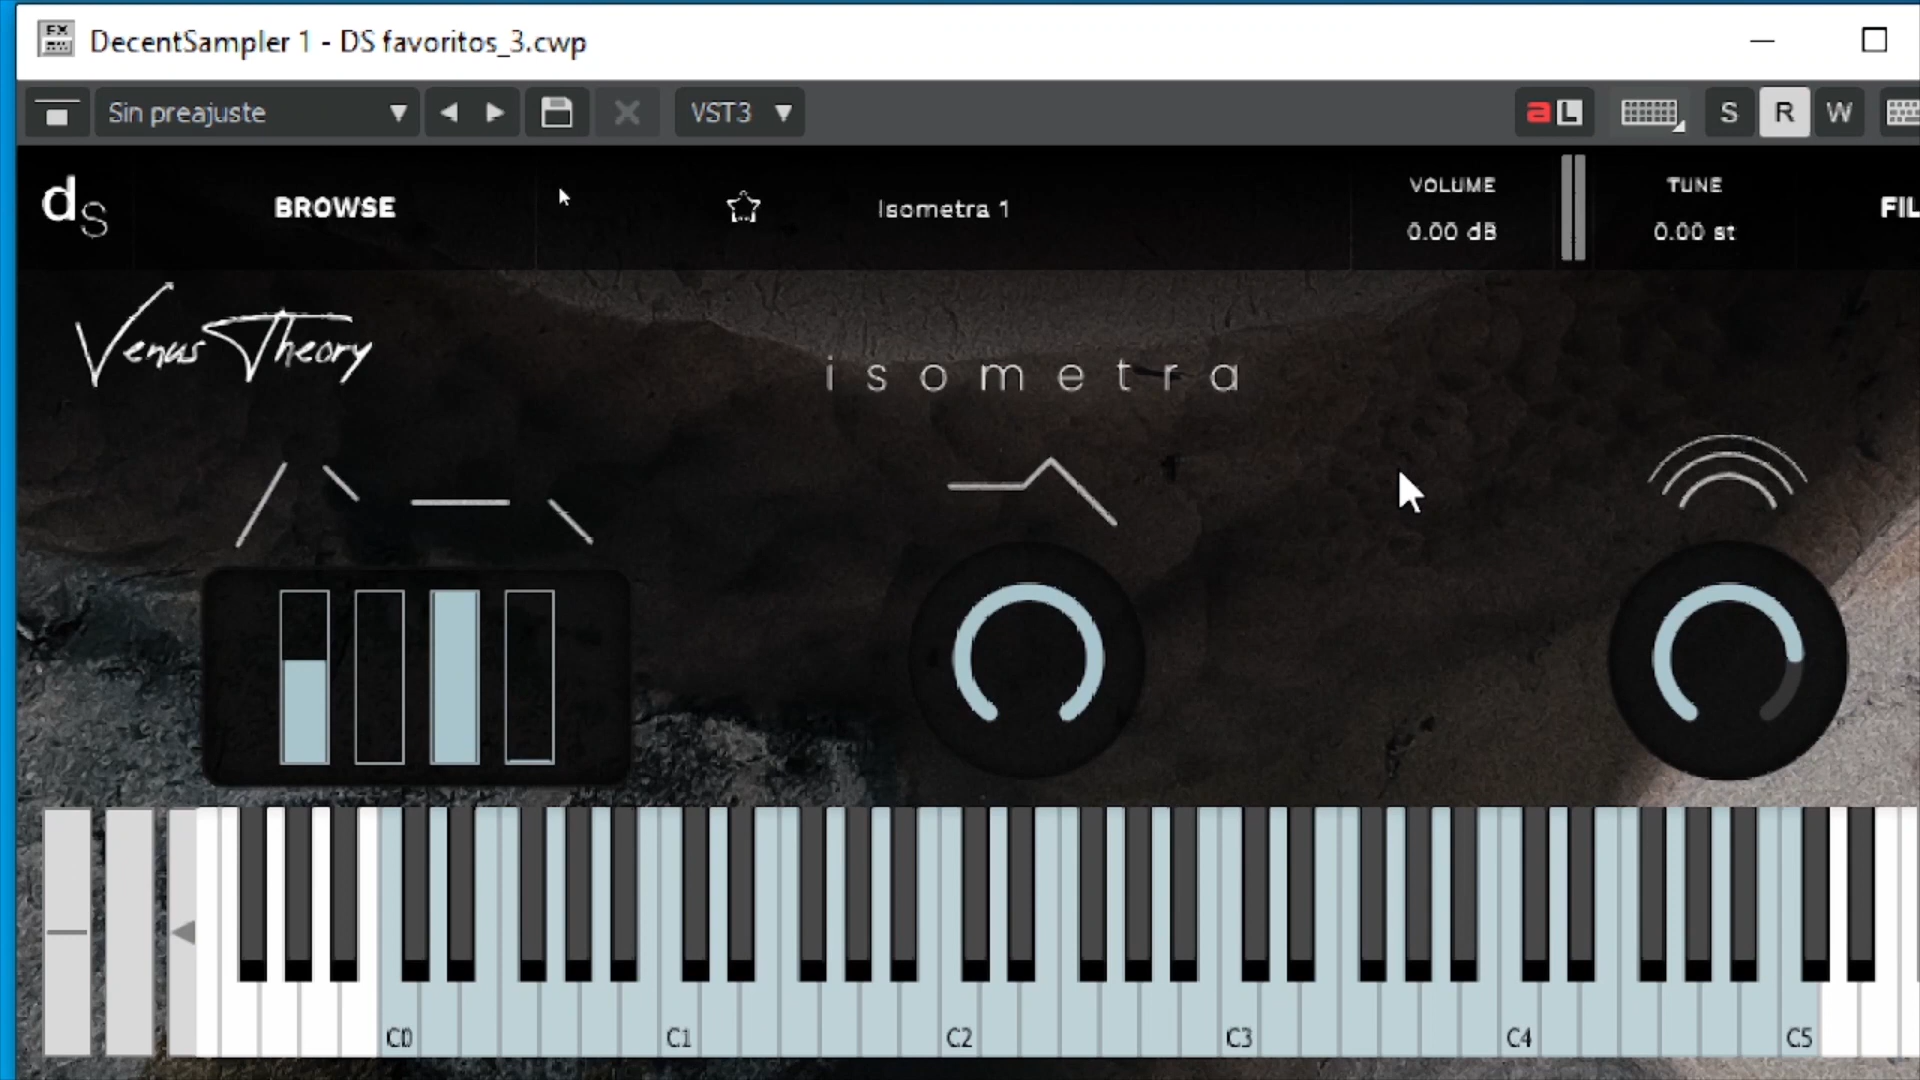 DecentSampler 1 - DS favoritos_3.cwp
Sin preajuste
VST3
a L
S
R
W
ds
BROWSE
Isometra 1
VOLUME
0.00 dB
TUNE
0.00 st
FIL
Venus Theory
isometra
C0
C1
C2
C3
C4
C5